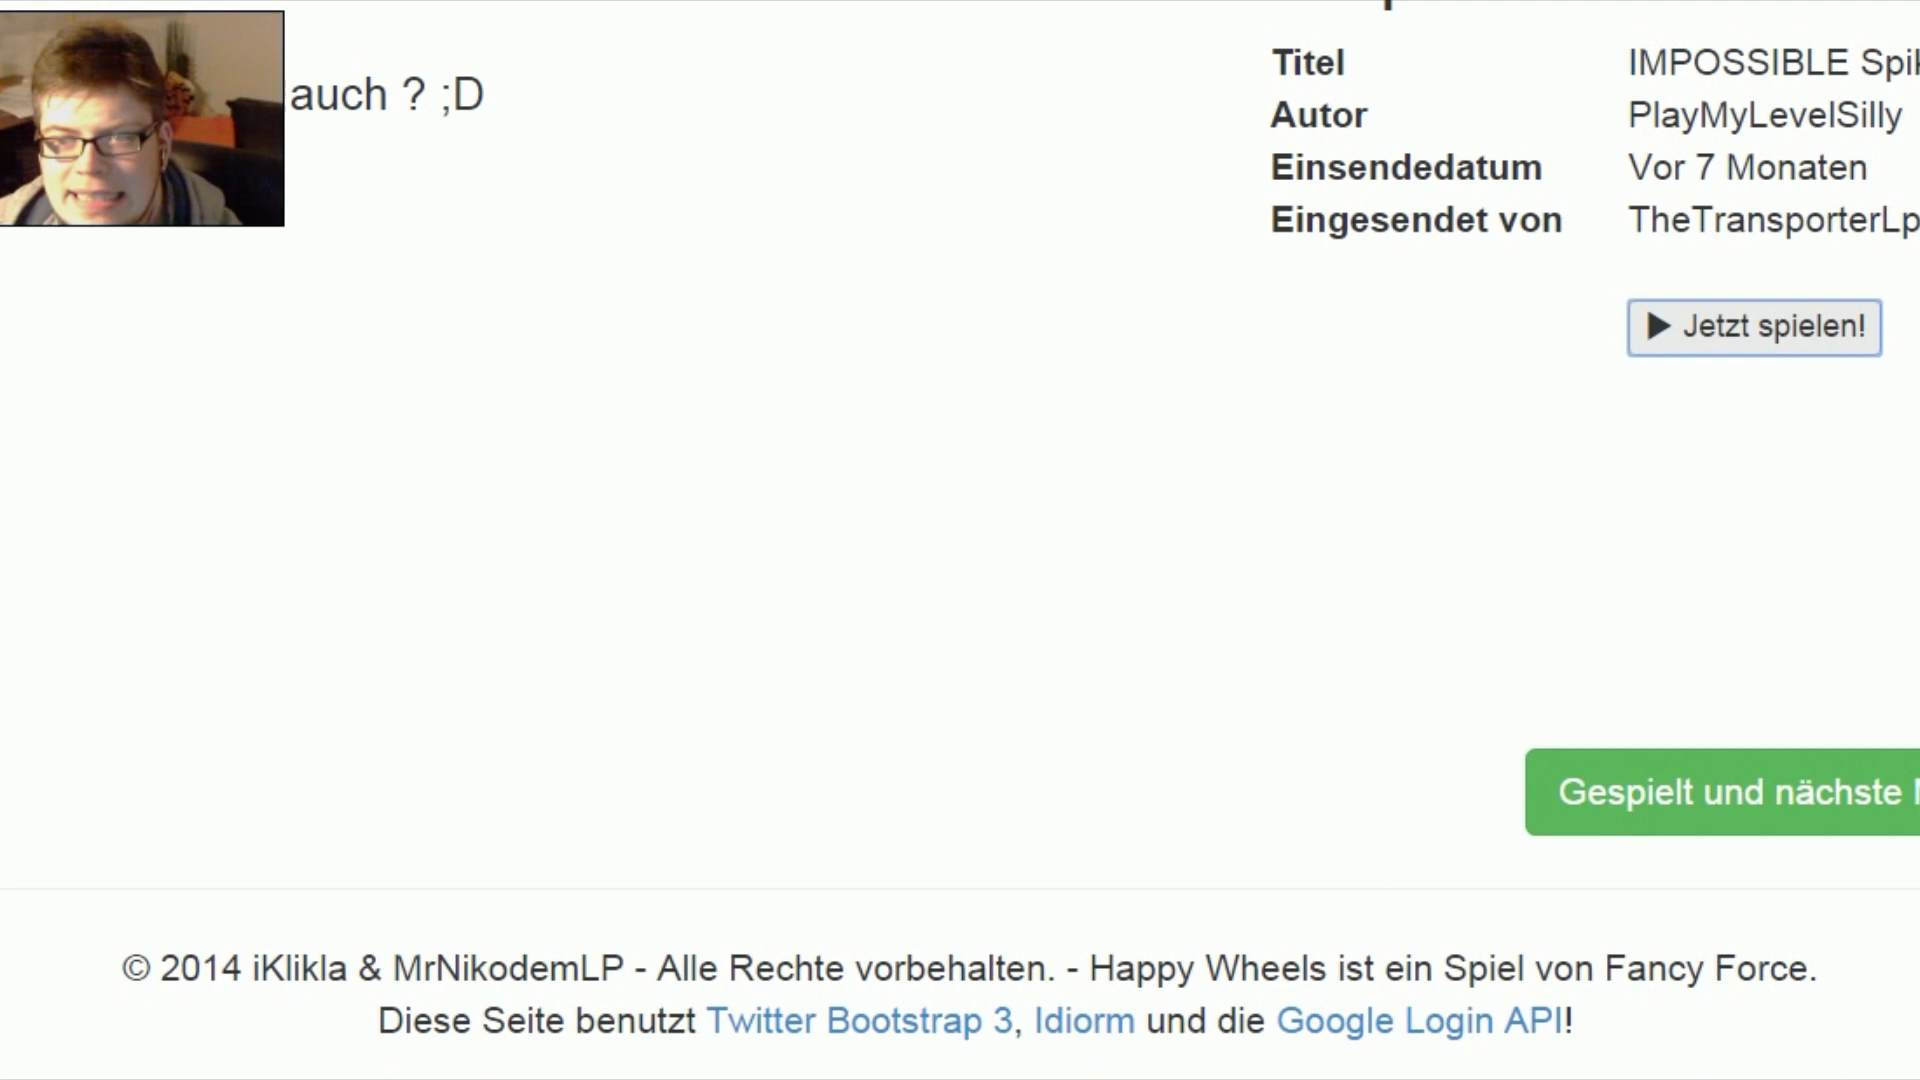 auch ? ;D
Titel IMPOSSIBLE
Autor PlayMyLevelSilly
Einsendedatum Vor 7 Monaten
Eingesendet von TheTransporterLp
▶ Jetzt spielen!
Gespielt und nächste
© 2014 iKlikla & MrNikodemLP - Alle Rechte vorbehalten. - Happy Wheels ist ein Spiel von Fancy Force.
Diese Seite benutzt Twitter Bootstrap 3, Idiorm und die Google Login API!